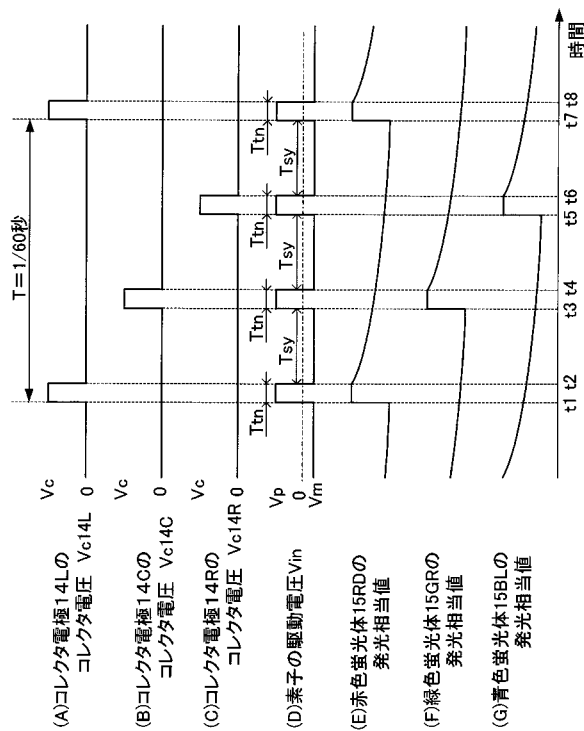 T=1/60秒
(A)コレクタ電極14Lの
コレクタ電圧 Vc14L
Vc
0
(B)コレクタ電極14Cの
コレクタ電圧 Vc14C
Vc
0
(C)コレクタ電極14Rの
コレクタ電圧 Vc14R
Vc
0
Ttn
Ttn
Ttn
Ttn
(D)素子の駆動電圧Vin
Vp
0
Vm
Tsy
Tsy
Tsy
(E)赤色蛍光体15RDの
発光相当値
(F)緑色蛍光体15GRの
発光相当値
(G)青色蛍光体15BLの
発光相当値
t1 t2 t3 t4 t5 t6 t7 t8
時間